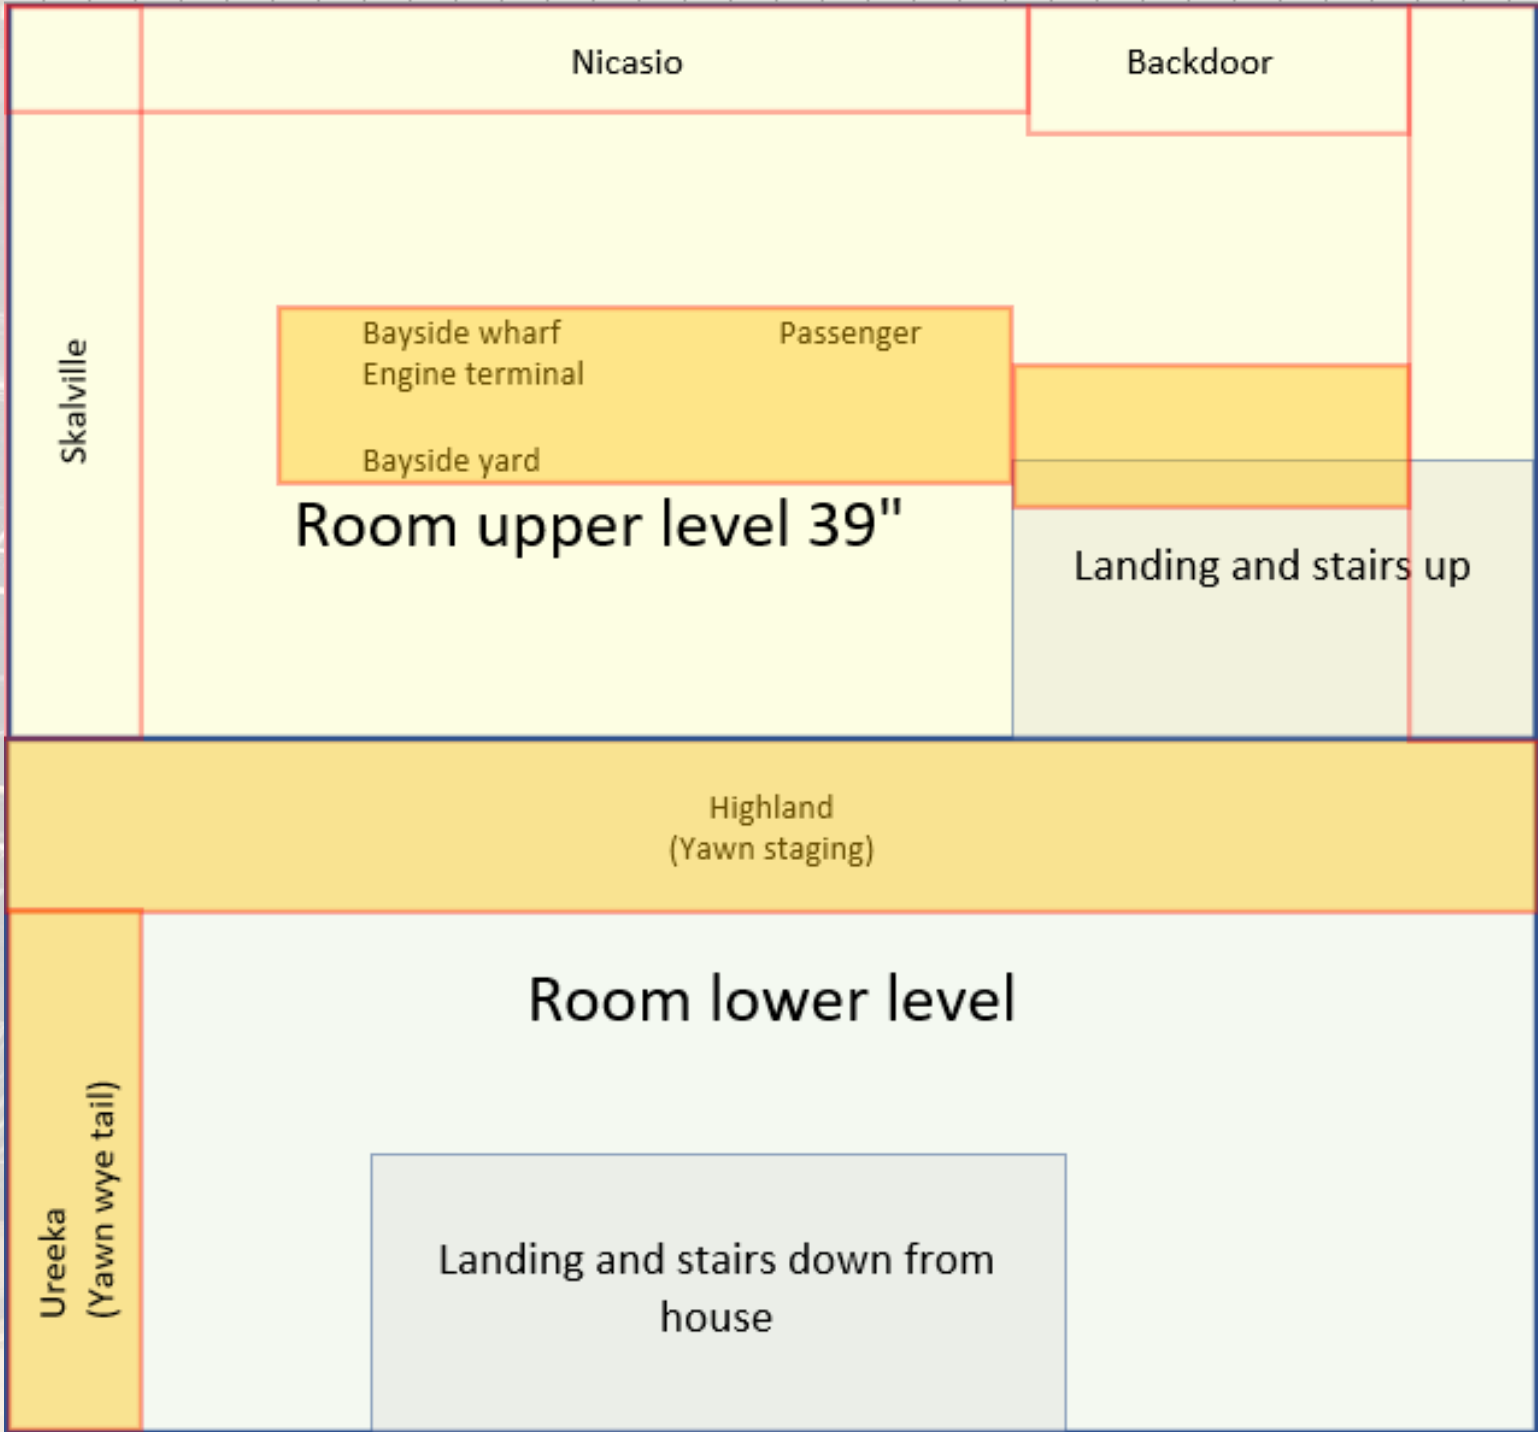 Nicasio
Backdoor
Skalville
Bayside wharf
Passenger
Engine terminal
Bayside yard
Room upper level 39"
Landing and stairs up
Highland
(Yawn staging)
Room lower level
Ureeka
(Yawn wye tail)
Landing and stairs down from
house